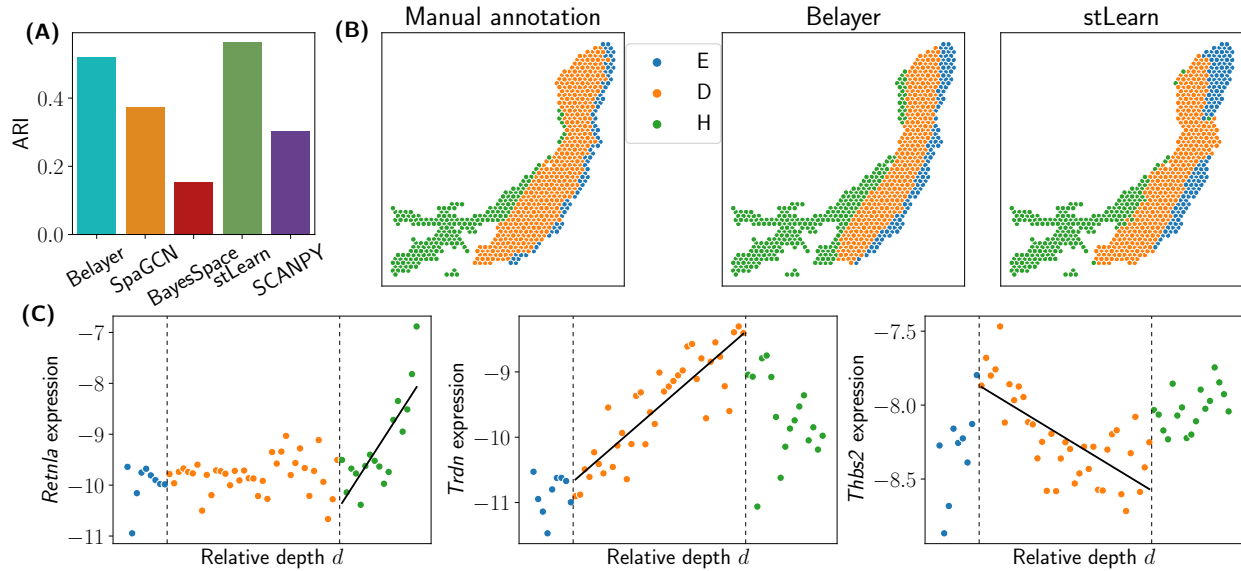 (A)
ARI
0.4
0.2
0.0
Belayer
SpaGCN
BayesSpace
stLearn
SCANPY
(B)
Manual annotation
Belayer
stLearn
E
D
H
(C)
Retnla expression
−7
−8
−9
−10
−11
Relative depth d
Trdn expression
−9
−10
−11
Relative depth d
Thbs2 expression
−7.5
−8.0
−8.5
Relative depth d